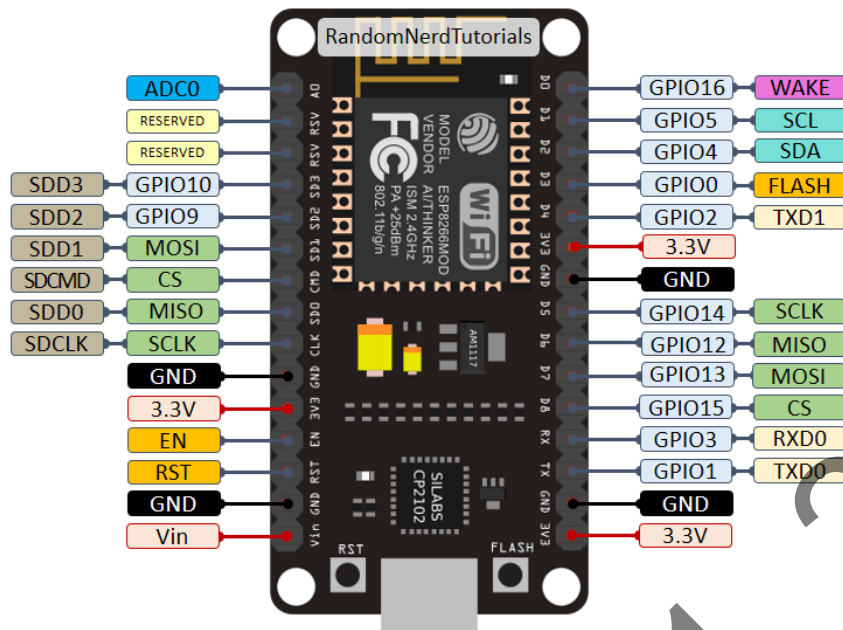 RandomNerdTutorials
ADC0
RESERVED
RESERVED
SDD3 GPIO10
SDD2 GPIO9
SDD1 MOSI
SDCMD CS
SDD0 MISO
SDCLK SCLK
GND
3.3V
EN
RST
GND
Vin
A0
RSV
RSV
SD3
SD2
SD1
CMD
SD0
CLK
GND
3V3
EN
RST
GND
Vin
MODEL
VENDOR
ESP8266MOD
AI/THINKER
ISM 2.4GHz
PA +25dBm
802.11b/g/n
FC
Wi Fi
AM1117
SILABS
CP2102
RST
FLASH
D0
D1
D2
D3
D4
3V3
GND
D5
D6
D7
D8
RX
TX
GND
3V3
GPIO16 WAKE
GPIO5 SCL
GPIO4 SDA
GPIO0 FLASH
GPIO2 TXD1
3.3V
GND
GPIO14 SCLK
GPIO12 MISO
GPIO13 MOSI
GPIO15 CS
GPIO3 RXD0
GPIO1 TXD0
GND
3.3V